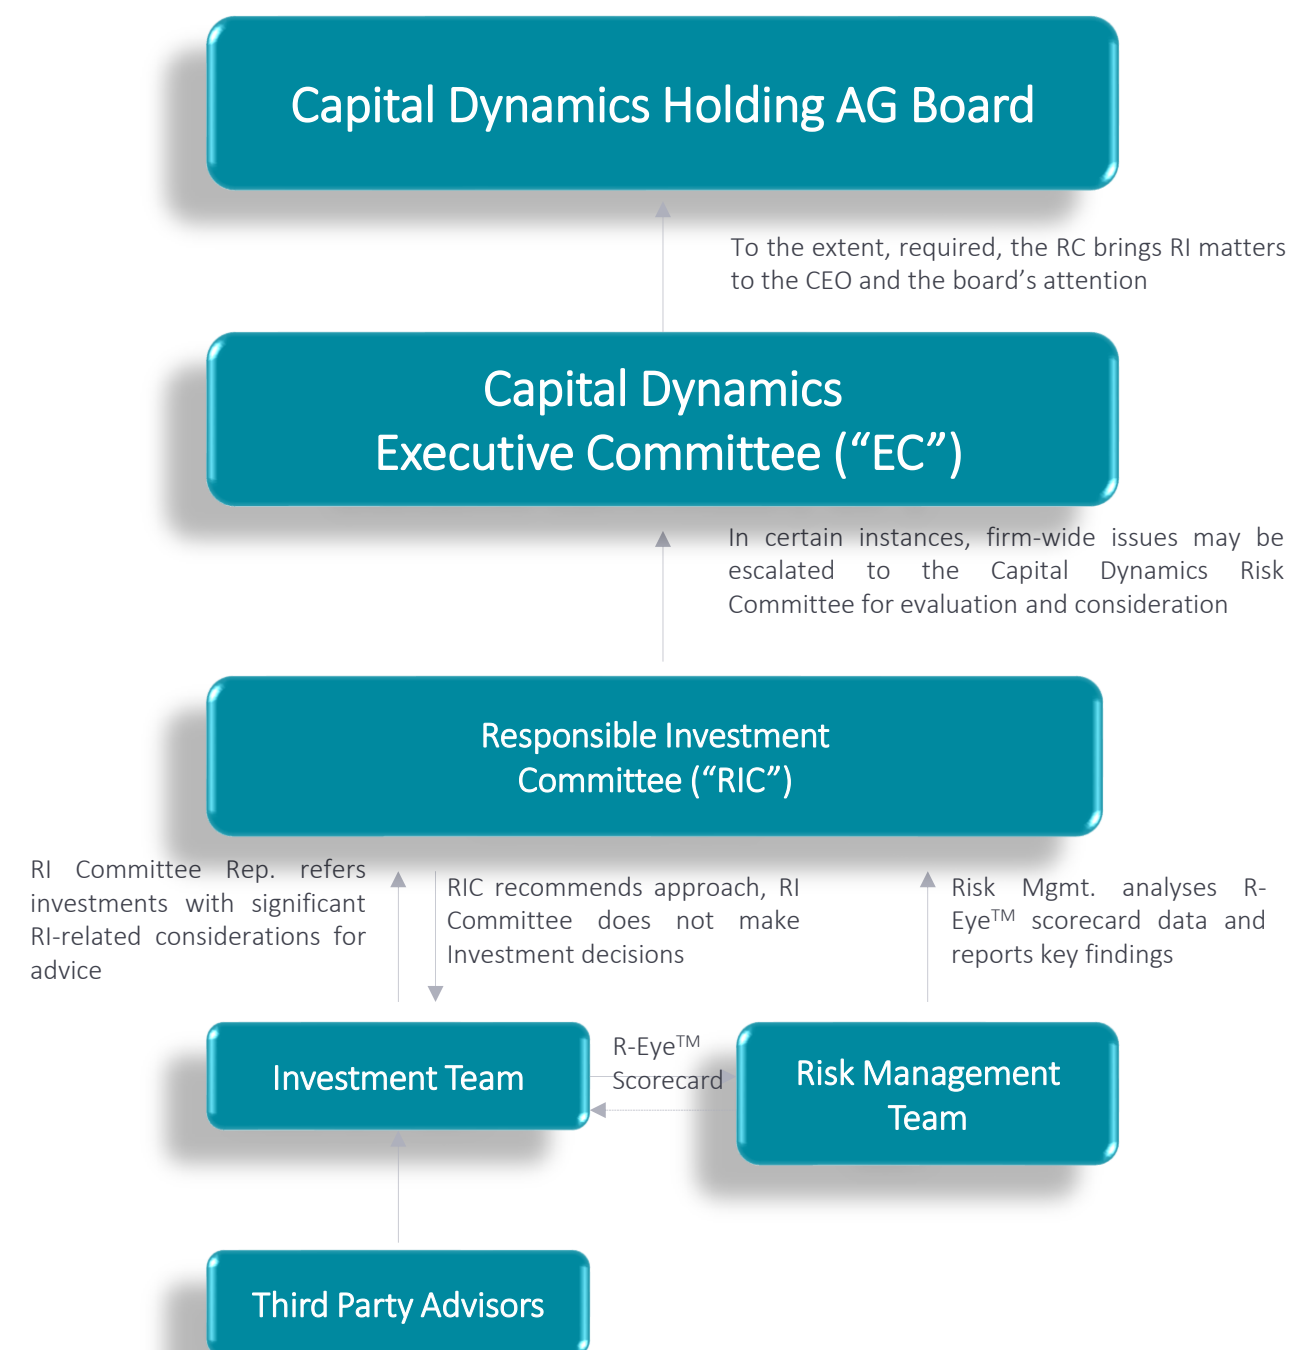 Capital Dynamics Holding AG Board
To the extent, required, the RC brings RI matters
to the CEO and the board’s attention
Capital Dynamics
Executive Committee (“EC”)
In certain instances, firm-wide issues may be
escalated to the Capital Dynamics Risk
Committee for evaluation and consideration
Responsible Investment
Committee (“RIC”)
RI Committee Rep. refers
investments with significant
RI-related considerations for
advice
RIC recommends approach, RI
Committee does not make
Investment decisions
Risk Mgmt. analyses R-
Eye™ scorecard data and
reports key findings
Investment Team
R-Eye™
Scorecard
Risk Management
Team
Third Party Advisors